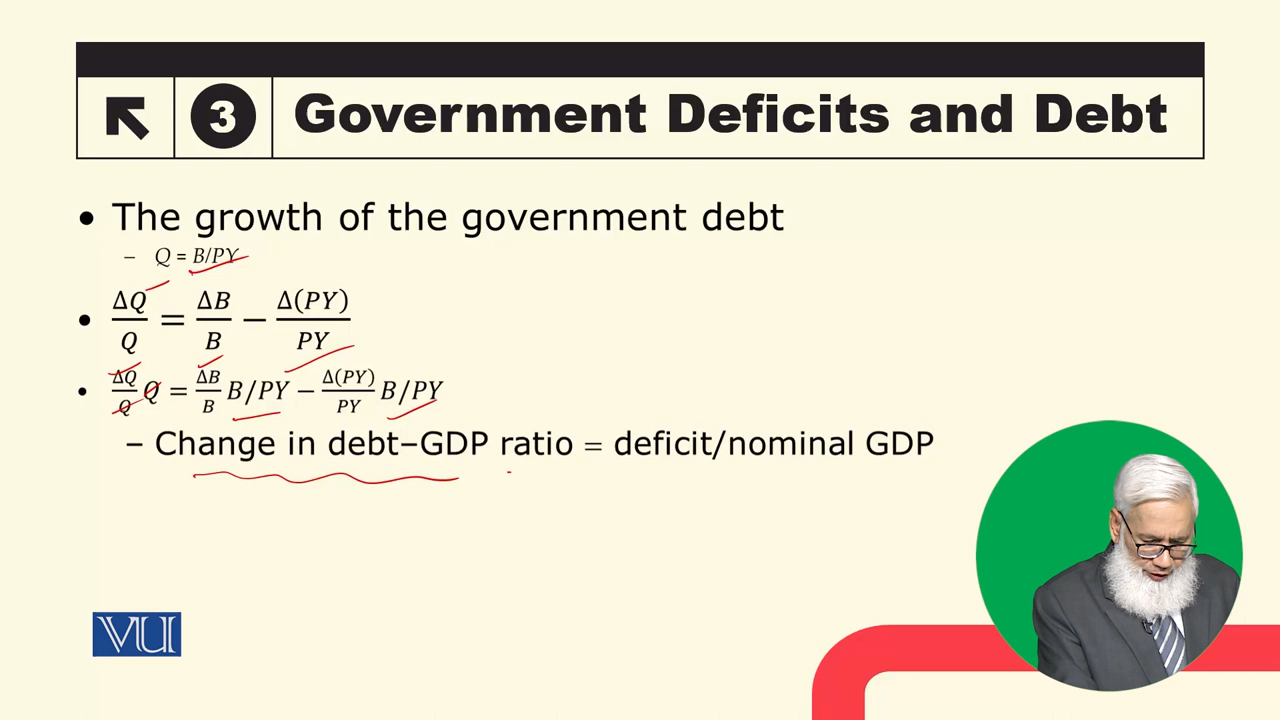 3 Government Deficits and Debt
• The growth of the government debt
– Q = B/PY
• ΔQ/Q = ΔB/B − Δ(PY)/PY
• ΔQ/Q Q = ΔB/B B/PY − Δ(PY)/PY B/PY
– Change in debt–GDP ratio = deficit/nominal GDP
VU